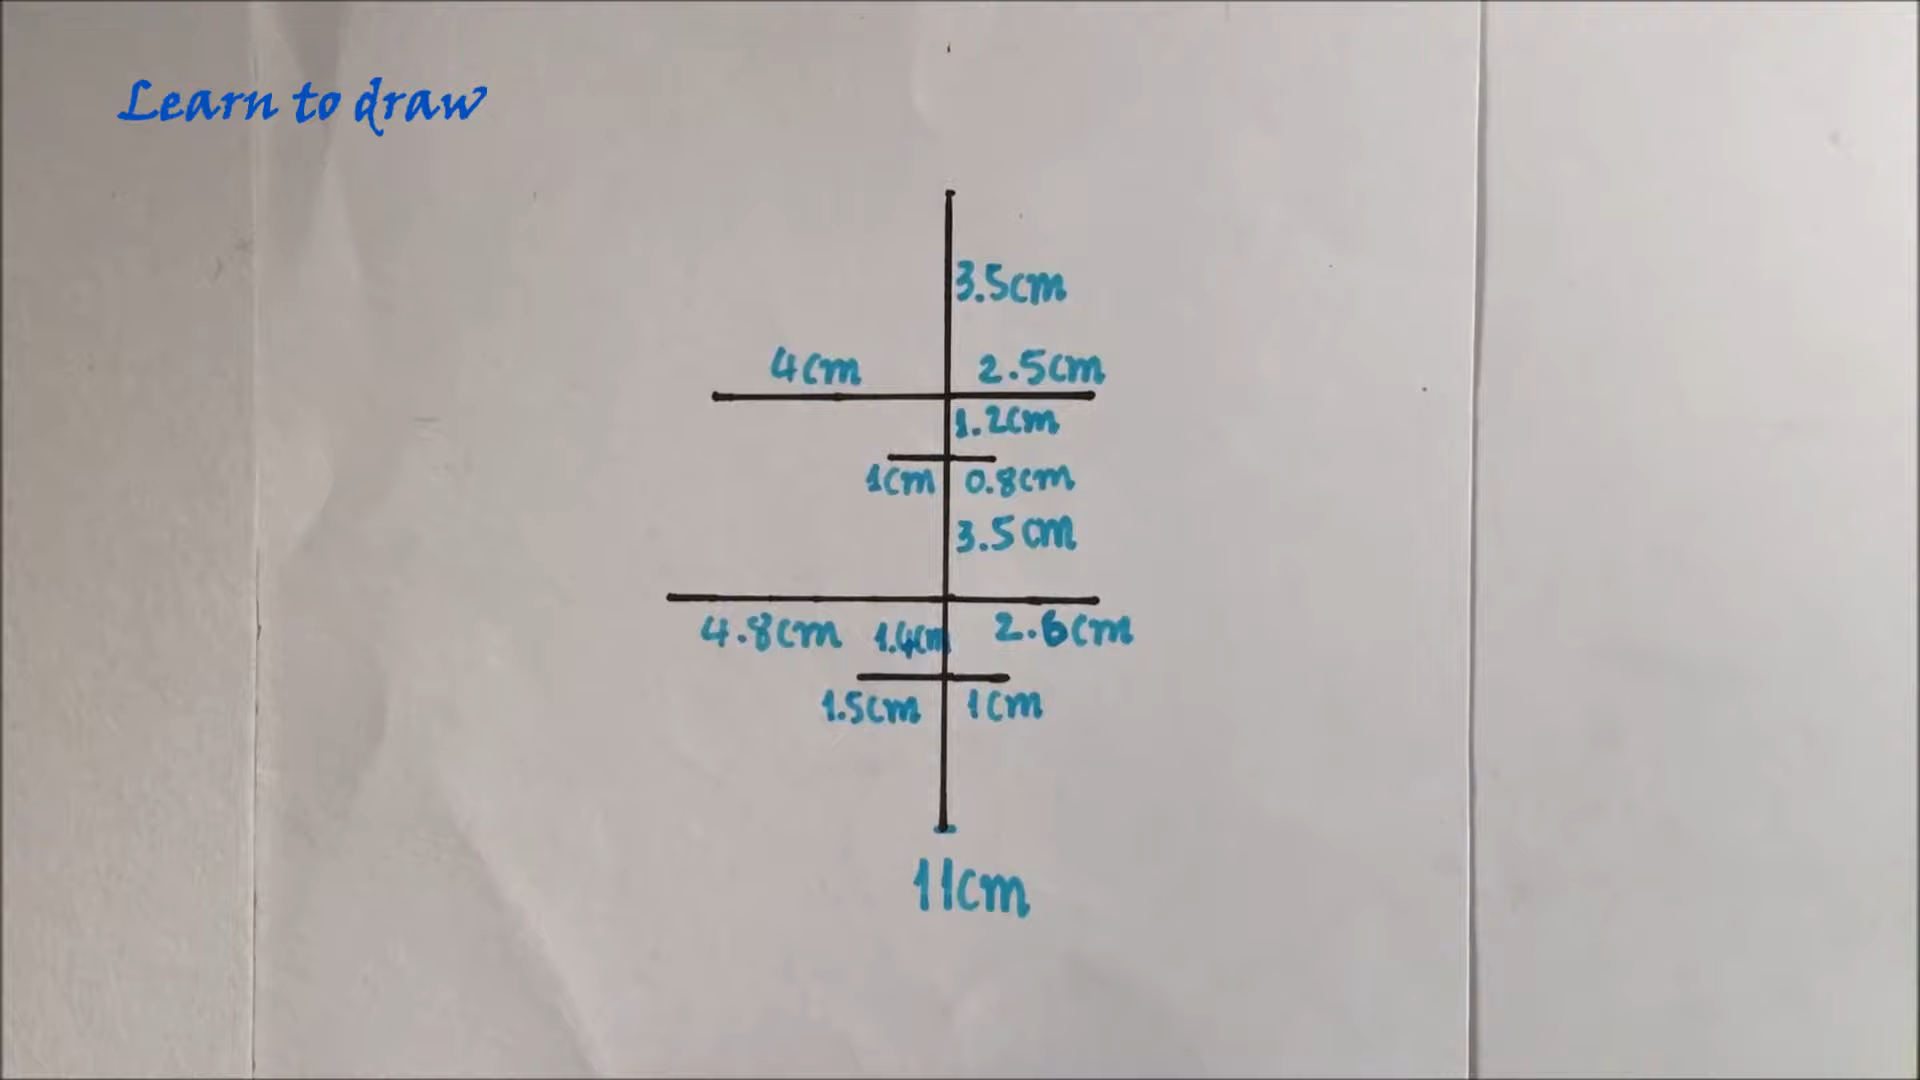 Learn to draw
3.5cm
4cm 2.5cm
1.2cm
1cm 0.8cm
3.5cm
4.8cm 1.4cm 2.6cm
1.5cm 1cm
11cm